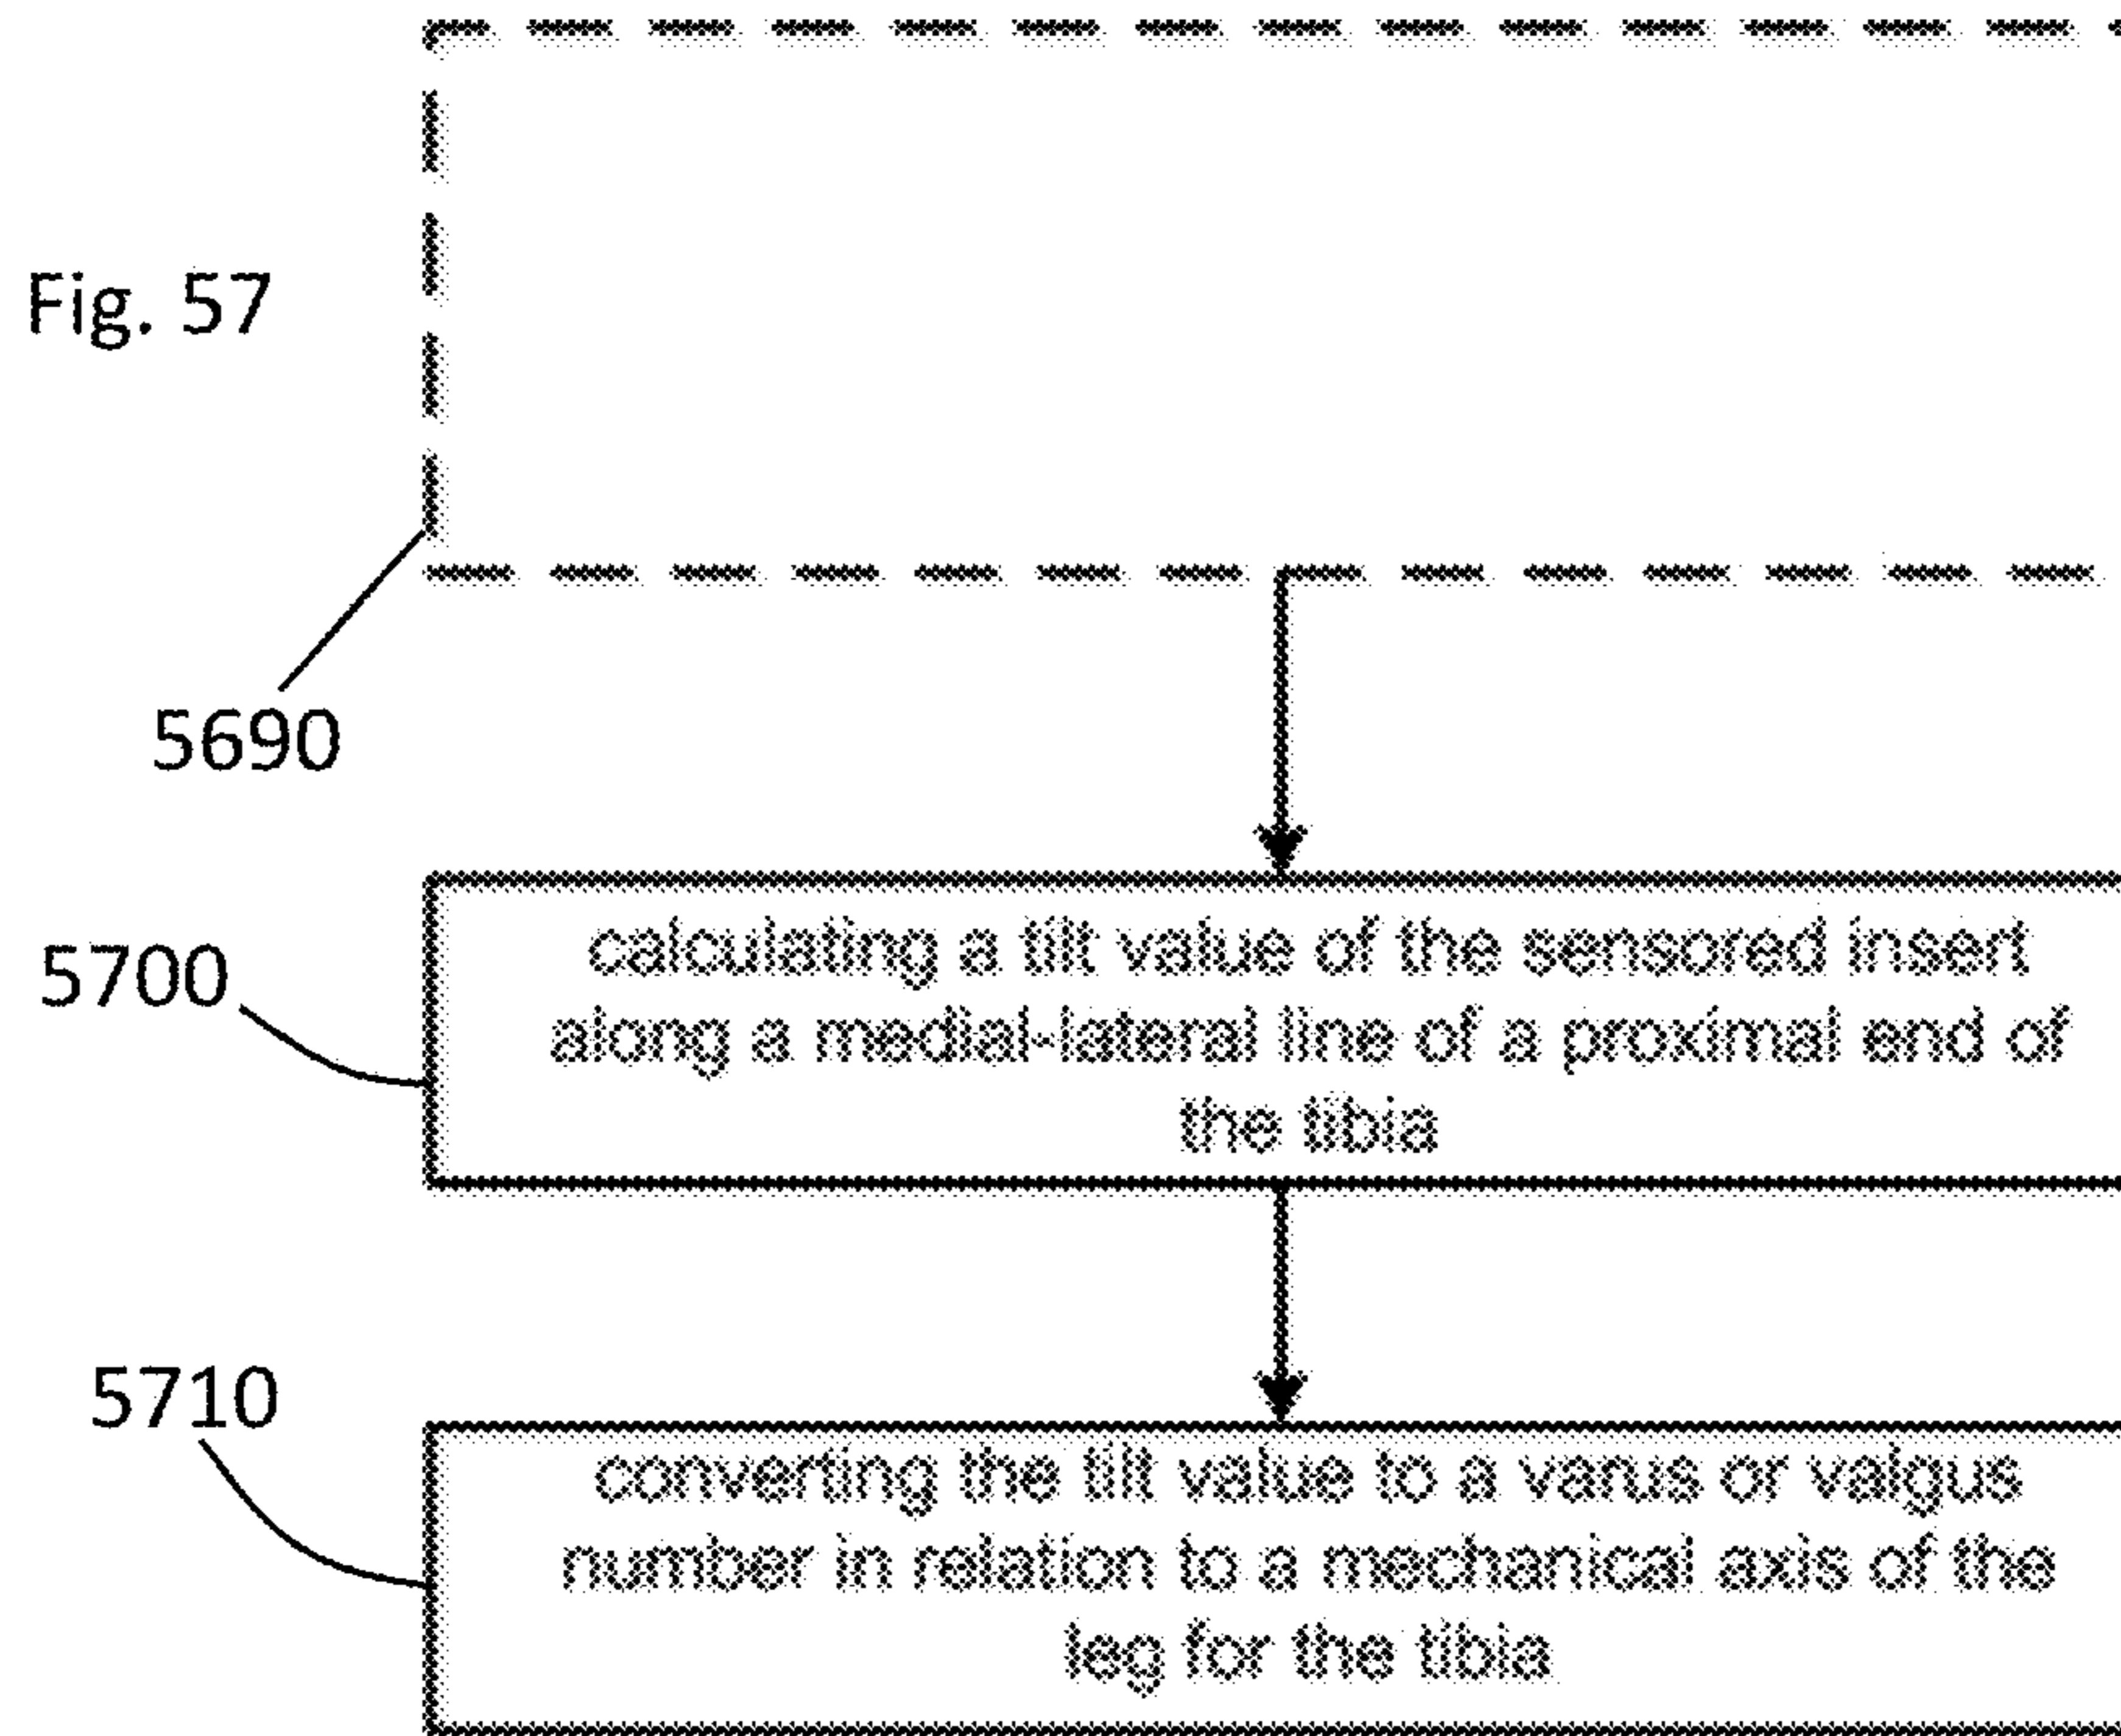 Fig. 57
5690
5700
calculating a tilt value of the sensored insert
along a medial-lateral line of a proximal end of
the tibia
5710
converting the tilt value to a varus or valgus
number in relation to a mechanical axis of the
leg for the tibia